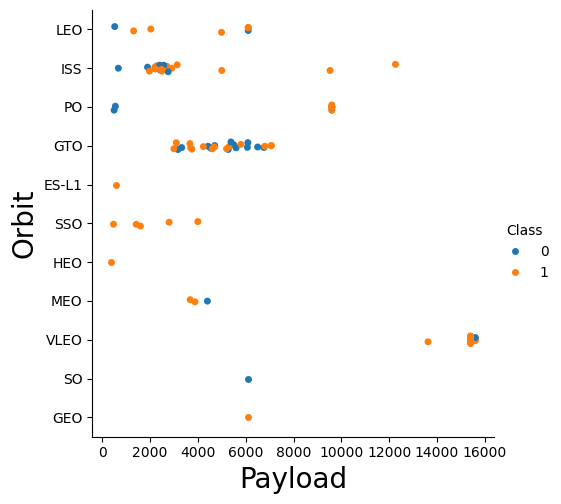 LEO
ISS
PO
GTO
ES-L1
SSO
HEO
MEO
VLEO
SO
GEO
Orbit
0 2000 4000 6000 8000 10000 12000 14000 16000
Payload
Class
0
1